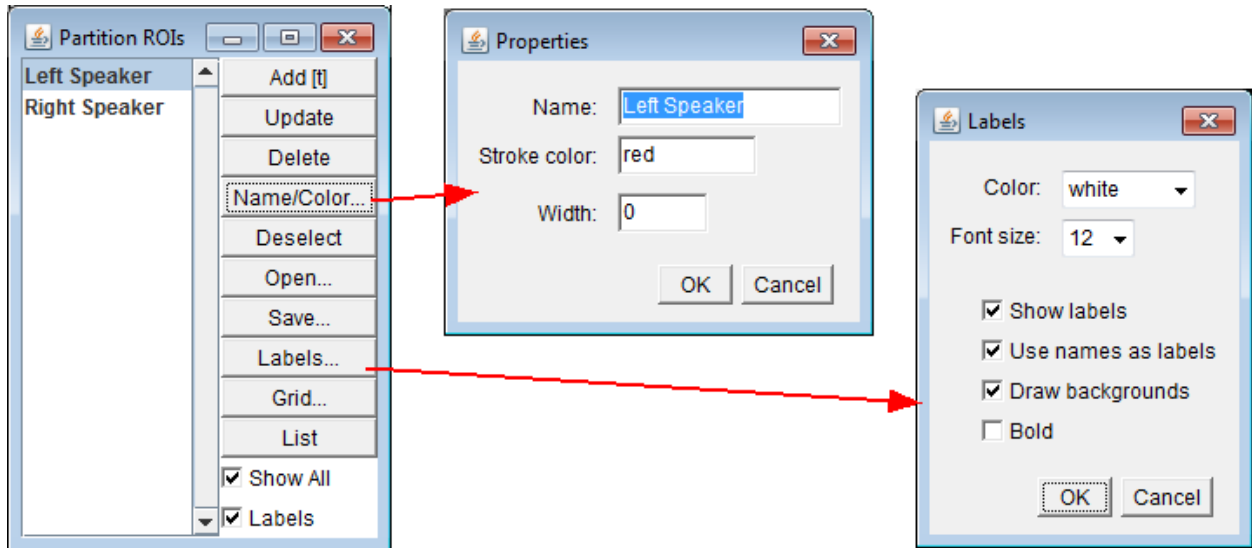 Partition ROIs
Left Speaker
Right Speaker
Add [t]
Update
Delete
Name/Color...
Deselect
Open...
Save...
Labels...
Grid...
List
Show All
Labels
Properties
Name: Left Speaker
Stroke color: red
Width: 0
OK Cancel
Labels
Color: white
Font size: 12
Show labels
Use names as labels
Draw backgrounds
Bold
OK Cancel